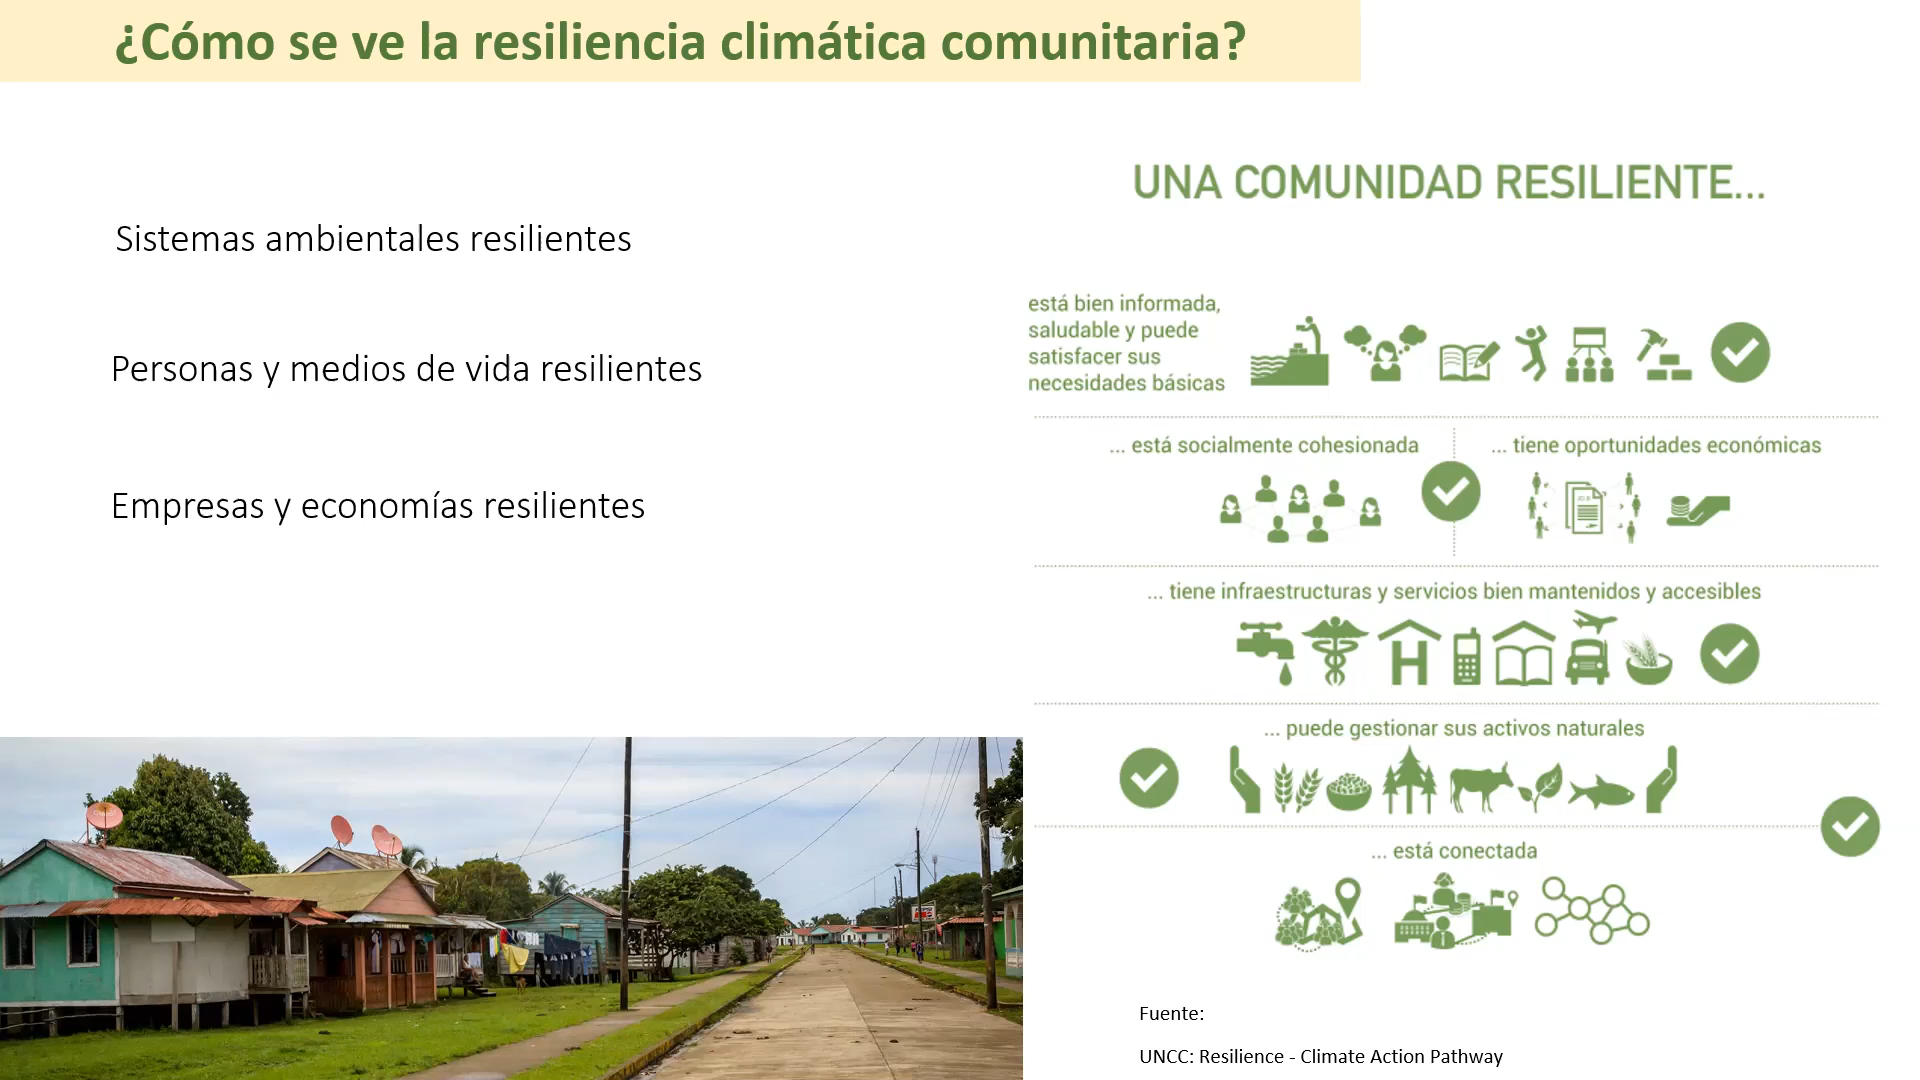 ¿Cómo se ve la resiliencia climática comunitaria?
Sistemas ambientales resilientes
Personas y medios de vida resilientes
Empresas y economías resilientes
UNA COMUNIDAD RESILIENTE...
está bien informada,
saludable y puede
satisfacer sus
necesidades básicas
... está socialmente cohesionada
... tiene oportunidades económicas
... tiene infraestructuras y servicios bien mantenidos y accesibles
H
... puede gestionar sus activos naturales
... está conectada
Fuente:
UNCC: Resilience - Climate Action Pathway